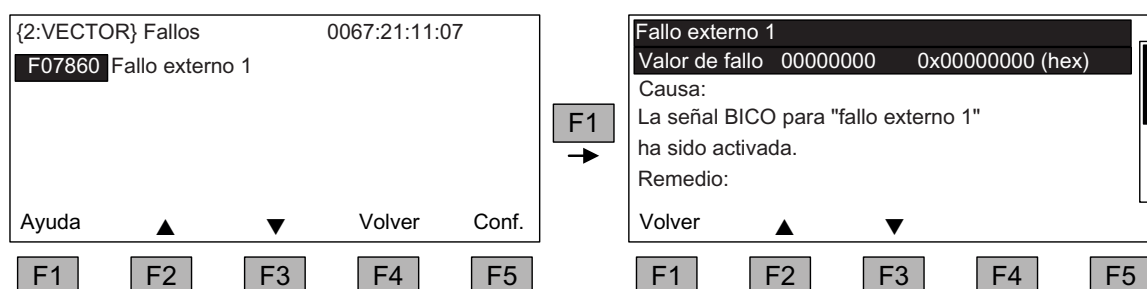 {2:VECTOR} Fallos 0067:21:11:07
F07860 Fallo externo 1
Ayuda ▲ ▼ Volver Conf.
F1 F2 F3 F4 F5
F1
Fallo externo 1
Valor de fallo 00000000 0x00000000 (hex)
Causa:
La señal BICO para "fallo externo 1"
ha sido activada.
Remedio:
Volver ▲ ▼
F1 F2 F3 F4 F5